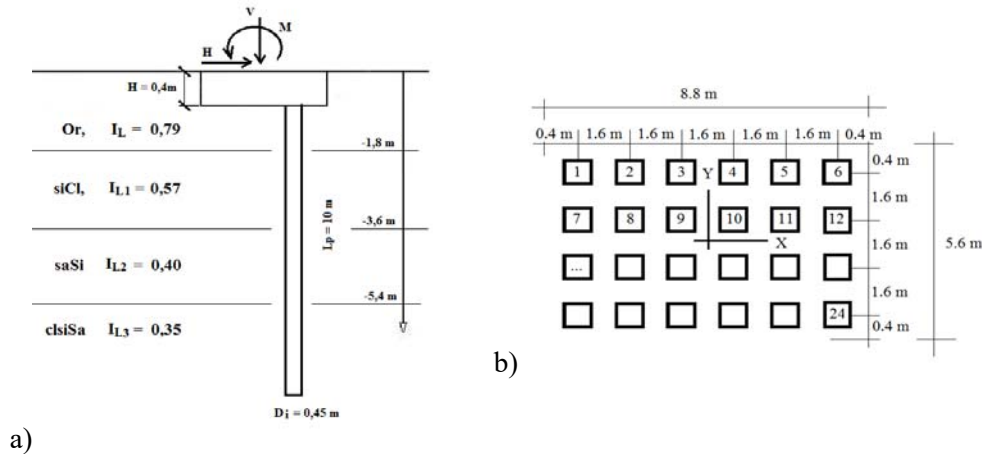 V
M
H
H = 0,4m
Or, I_L = 0,79
-1,8 m
siCl, I_L1 = 0,57
L_p = 10 m
-3,6 m
saSi I_L2 = 0,40
-5,4 m
clsiSa I_L3 = 0,35
D_i = 0,45 m
a)
8.8 m
0.4 m 1.6 m 1.6 m 1.6 m 1.6 m 1.6 m 0.4 m
1 2 3 Y 4 5 6
0.4 m
1.6 m
7 8 9 10 11 12
X
1.6 m
5.6 m
...
1.6 m
24
0.4 m
b)